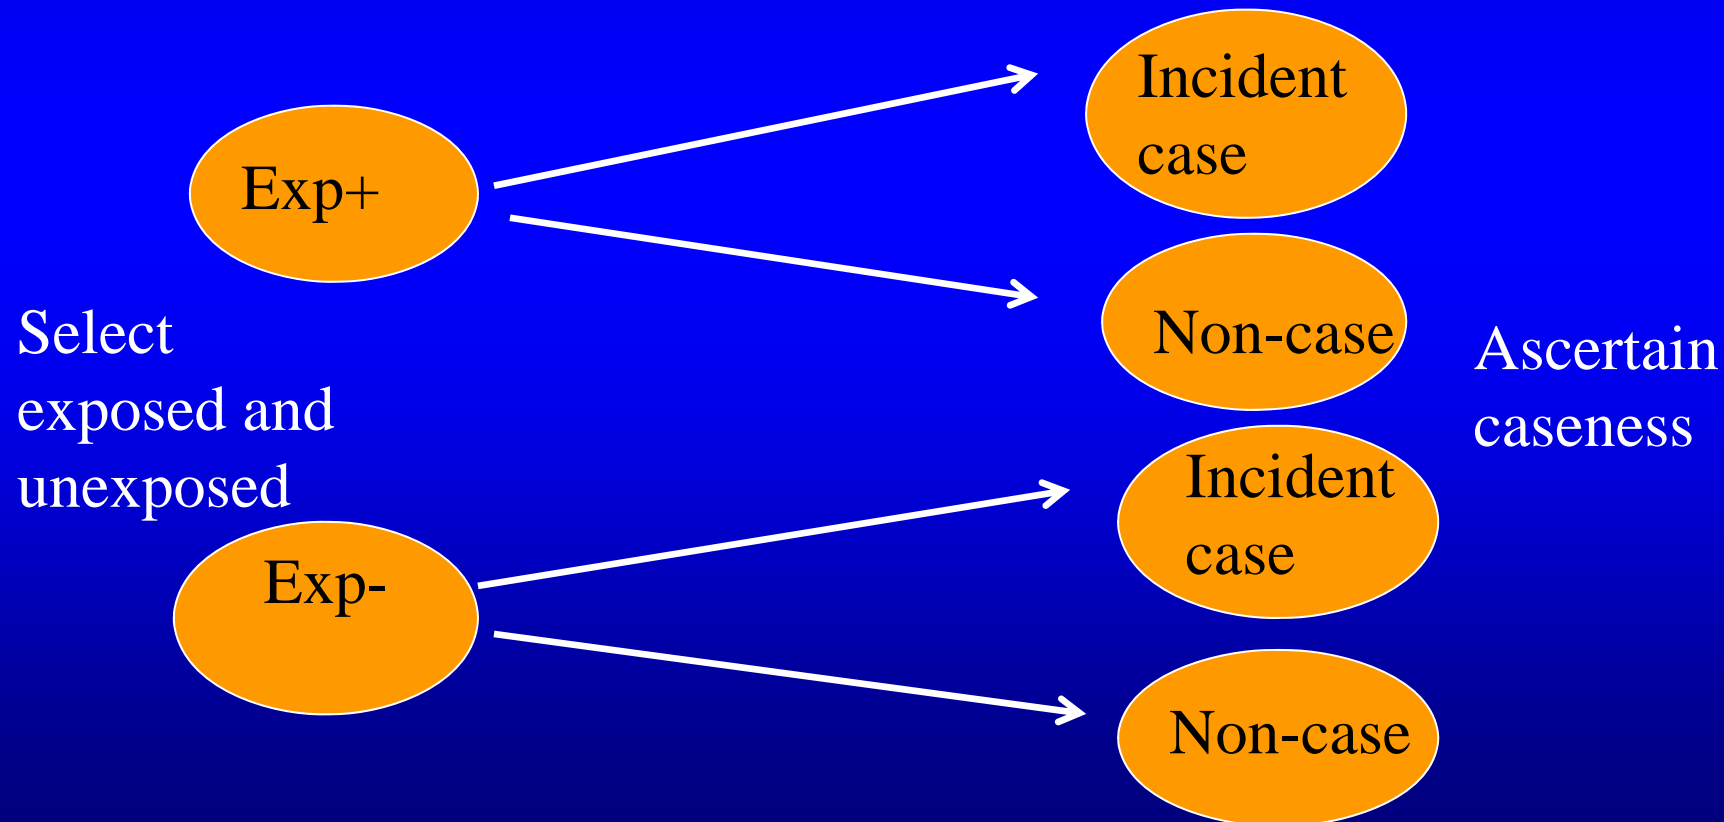 Exp+
Select
exposed and
unexposed
Exp-
Incident
case
Non-case
Incident
case
Non-case
Ascertain
caseness